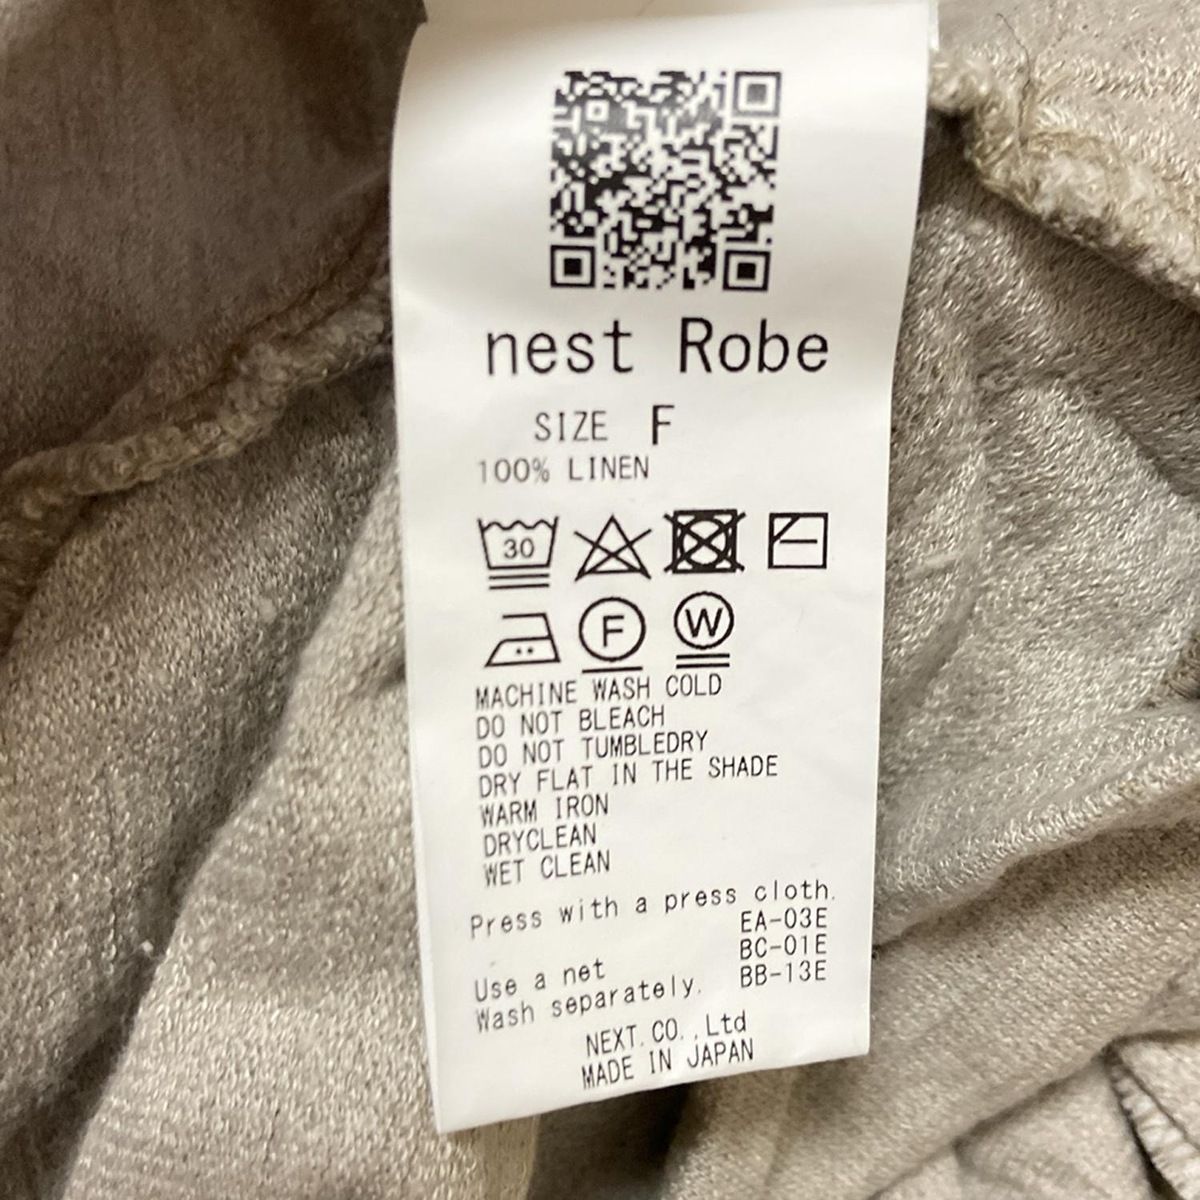 nest Robe
SIZE F
100% LINEN
30
F W
MACHINE WASH COLD
DO NOT BLEACH
DO NOT TUMBLEDRY
DRY FLAT IN THE SHADE
WARM IRON
DRYCLEAN
WET CLEAN
Press with a press cloth.
EA-03E
BC-01E
Use a net BB-13E
Wash separately.
NEXT. CO.,Ltd
MADE IN JAPAN